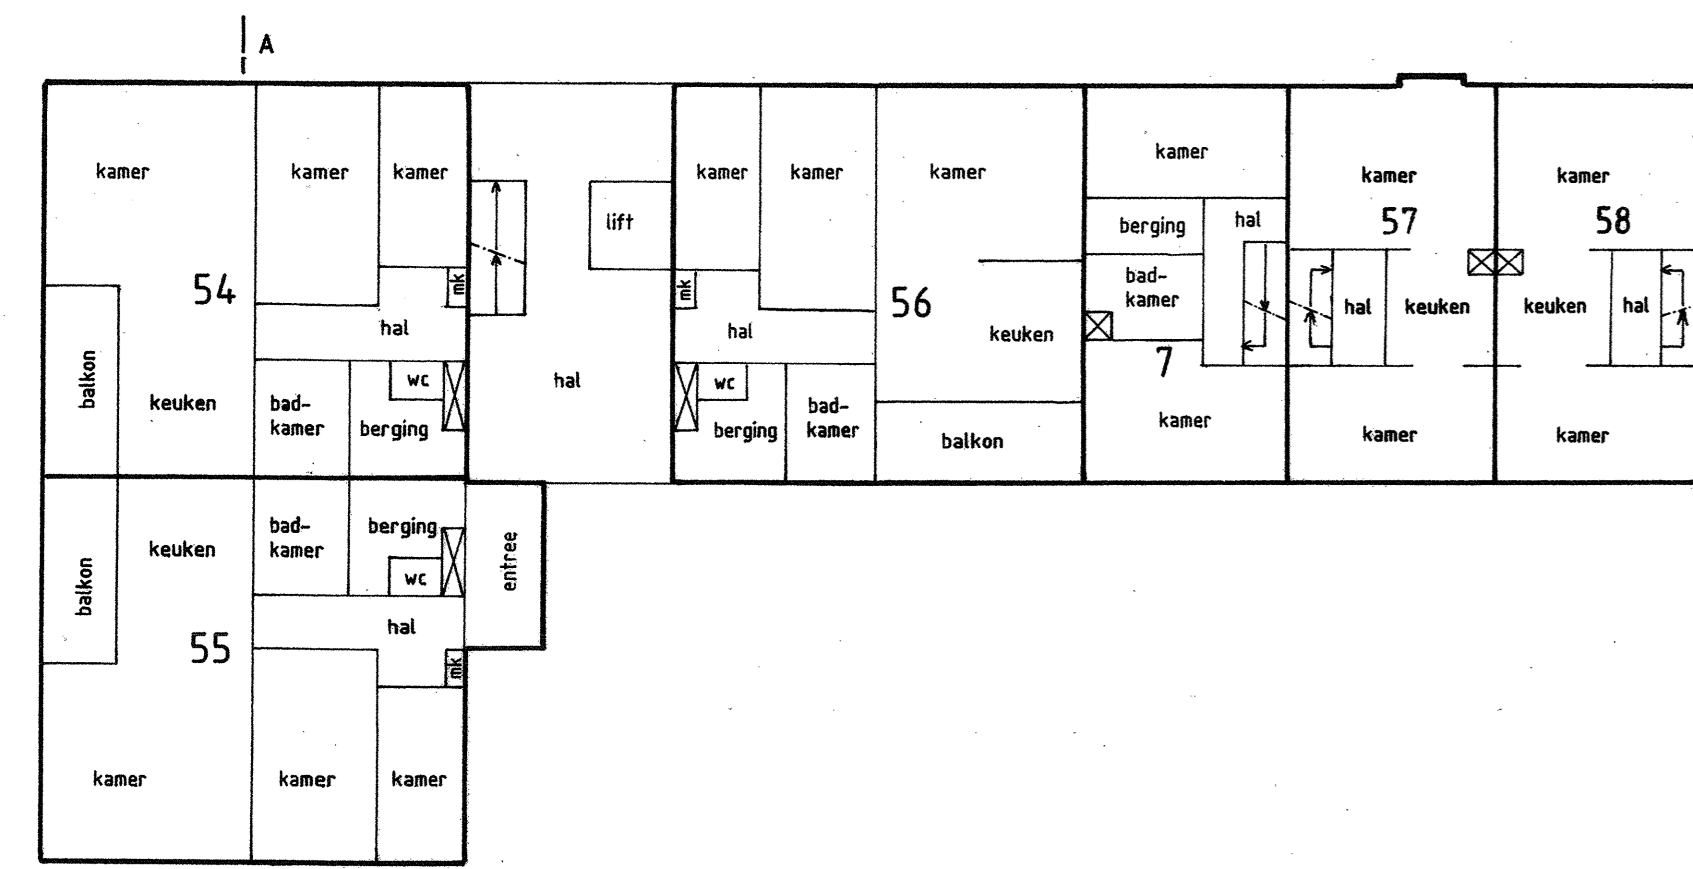 A
kamer
kamer
kamer
54
mk
hal
balkon
keuken
bad-
kamer
wc
berging
lift
hal
kamer
kamer
kamer
mk
hal
56
keuken
wc
berging
bad-
kamer
balkon
kamer
berging
hal
bad-
kamer
7
kamer
kamer
57
hal
keuken
kamer
kamer
58
keuken
hal
kamer
balkon
keuken
bad-
kamer
berging
wc
entree
55
hal
mk
kamer
kamer
kamer